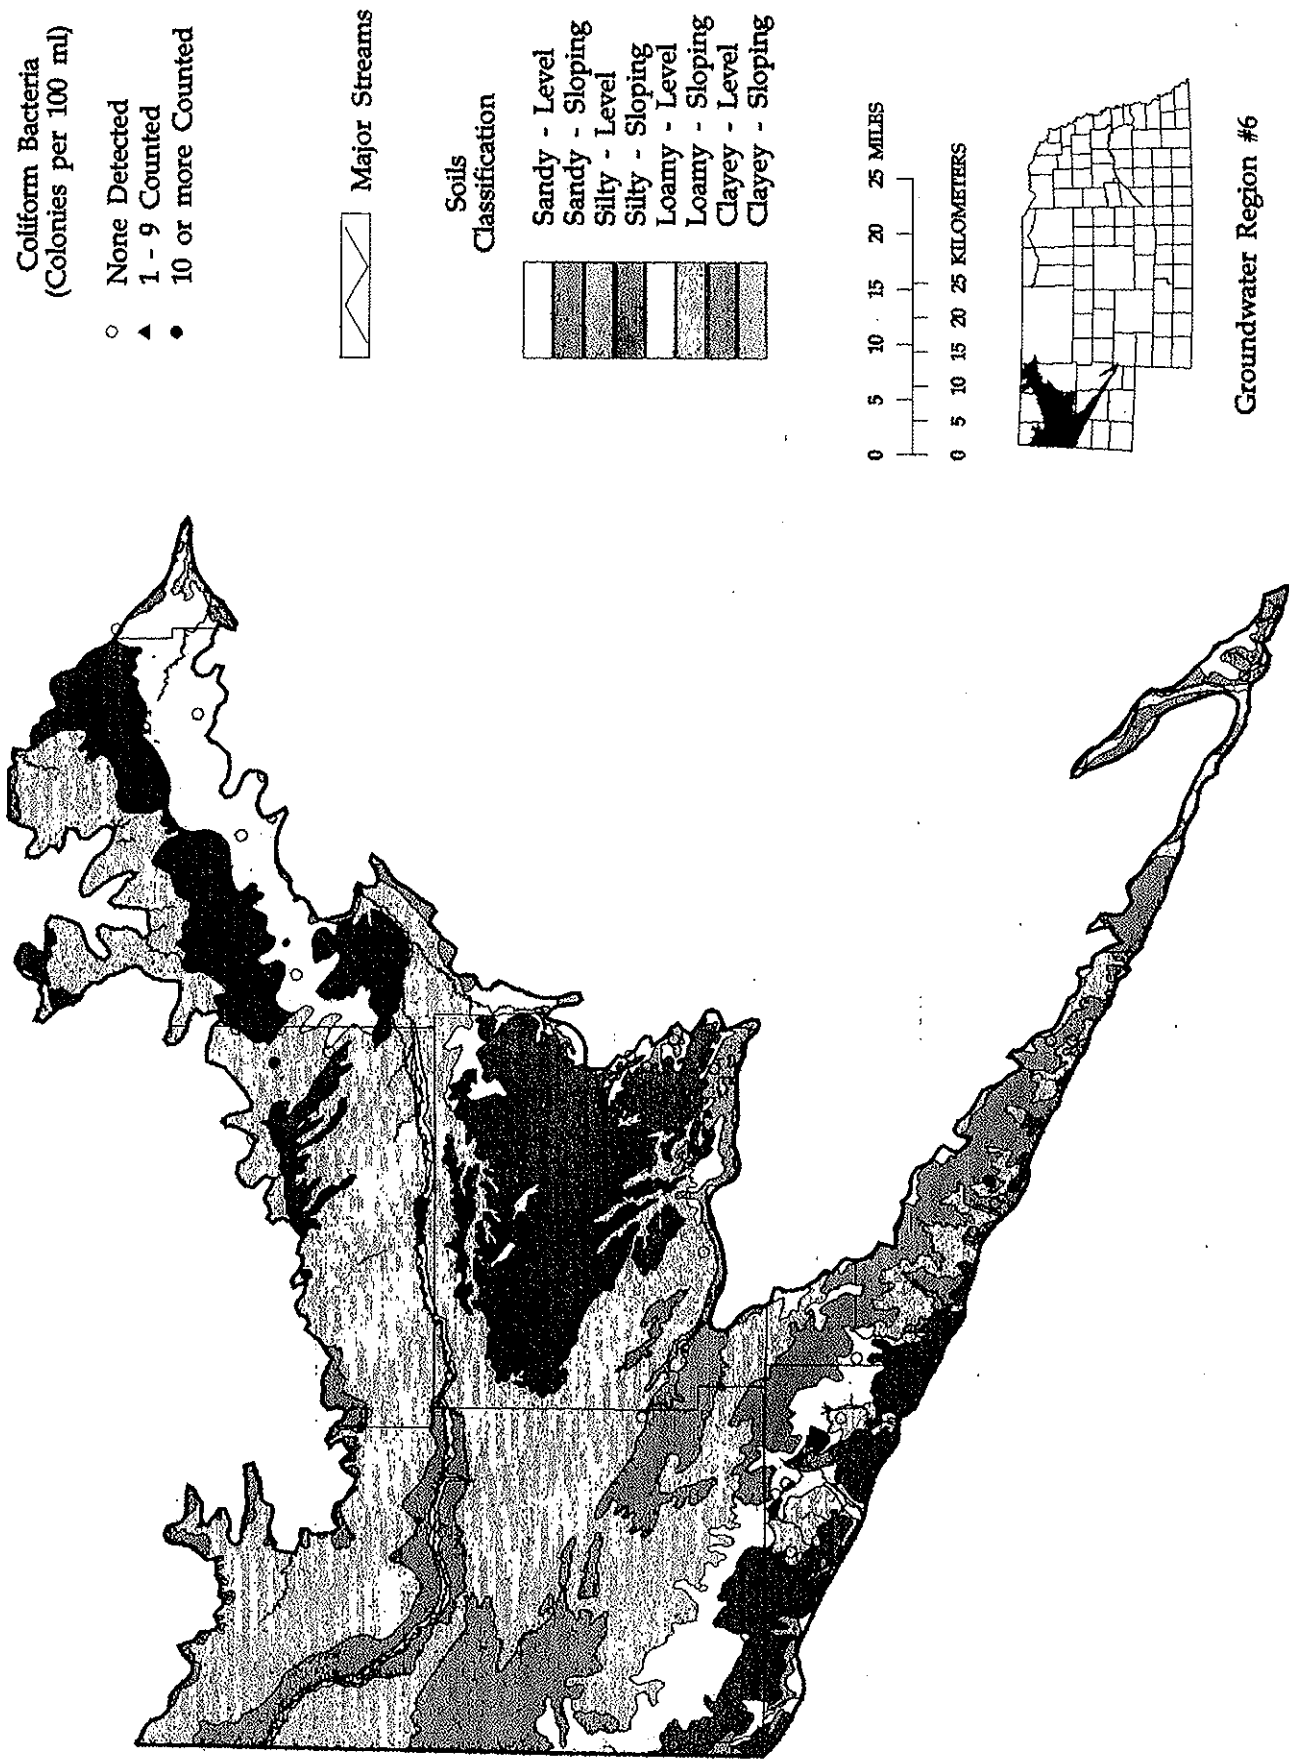 Coliform Bacteria
(Colonies per 100 ml)
None Detected
1 - 9 Counted
10 or more Counted
Major Streams
Soils
Classification
Sandy - Level
Sandy - Sloping
Silty - Level
Silty - Sloping
Loamy - Level
Loamy - Sloping
Clayey - Level
Clayey - Sloping
0 5 10 15 20 25 MILES
0 5 10 15 20 25 KILOMETERS
Groundwater Region #6